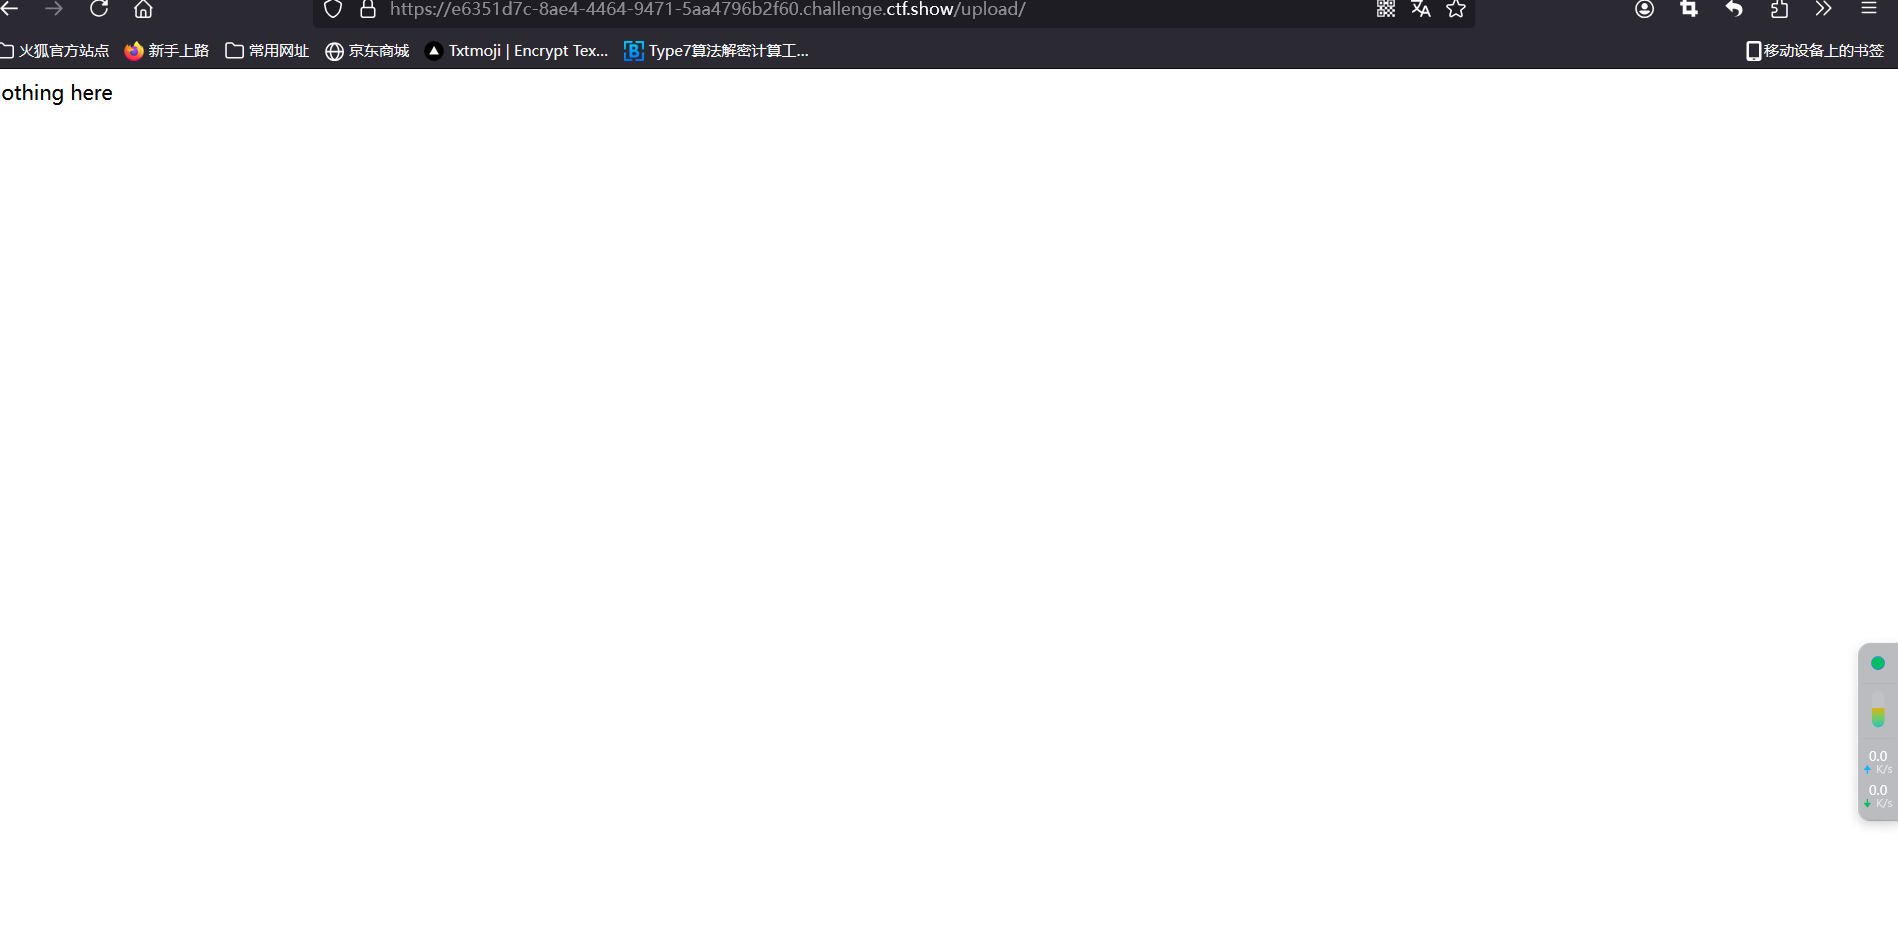 https://e6351d7c-8ae4-4464-9471-5aa4796b2f60.challenge.ctf.show/upload/
火狐官方站点 新手上路 常用网址 京东商城 Txtmoji | Encrypt Tex... Type7算法解密计算工... 移动设备上的书签
othing here
0.0
K/s
0.0
K/s